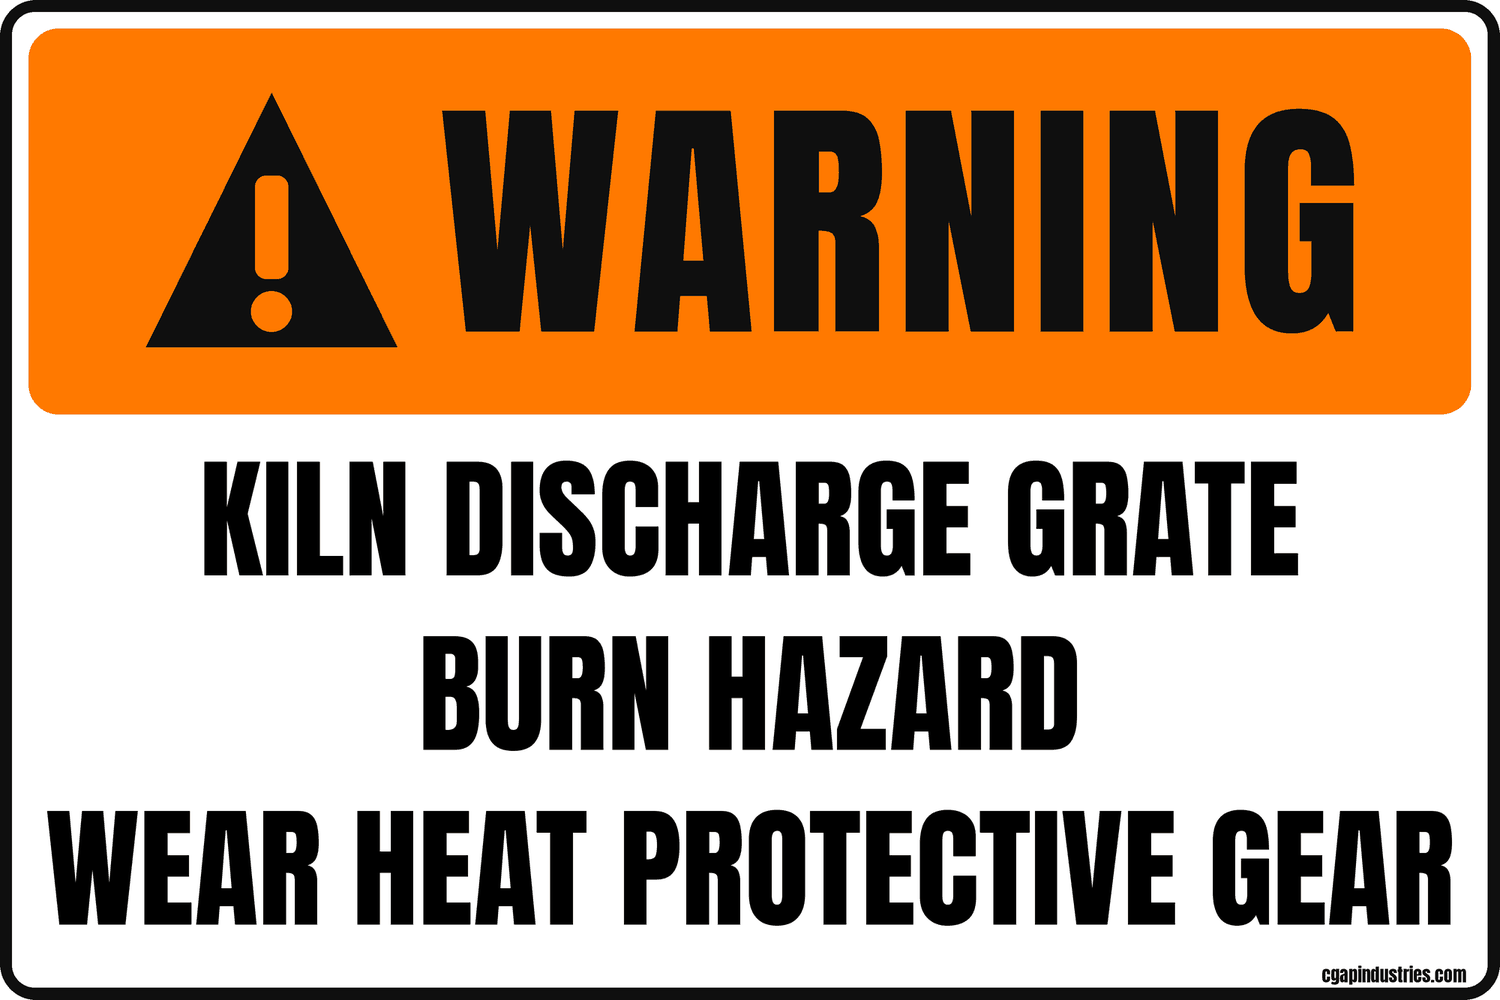 WARNING
KILN DISCHARGE GRATE
BURN HAZARD
WEAR HEAT PROTECTIVE GEAR
cgapindustries.com